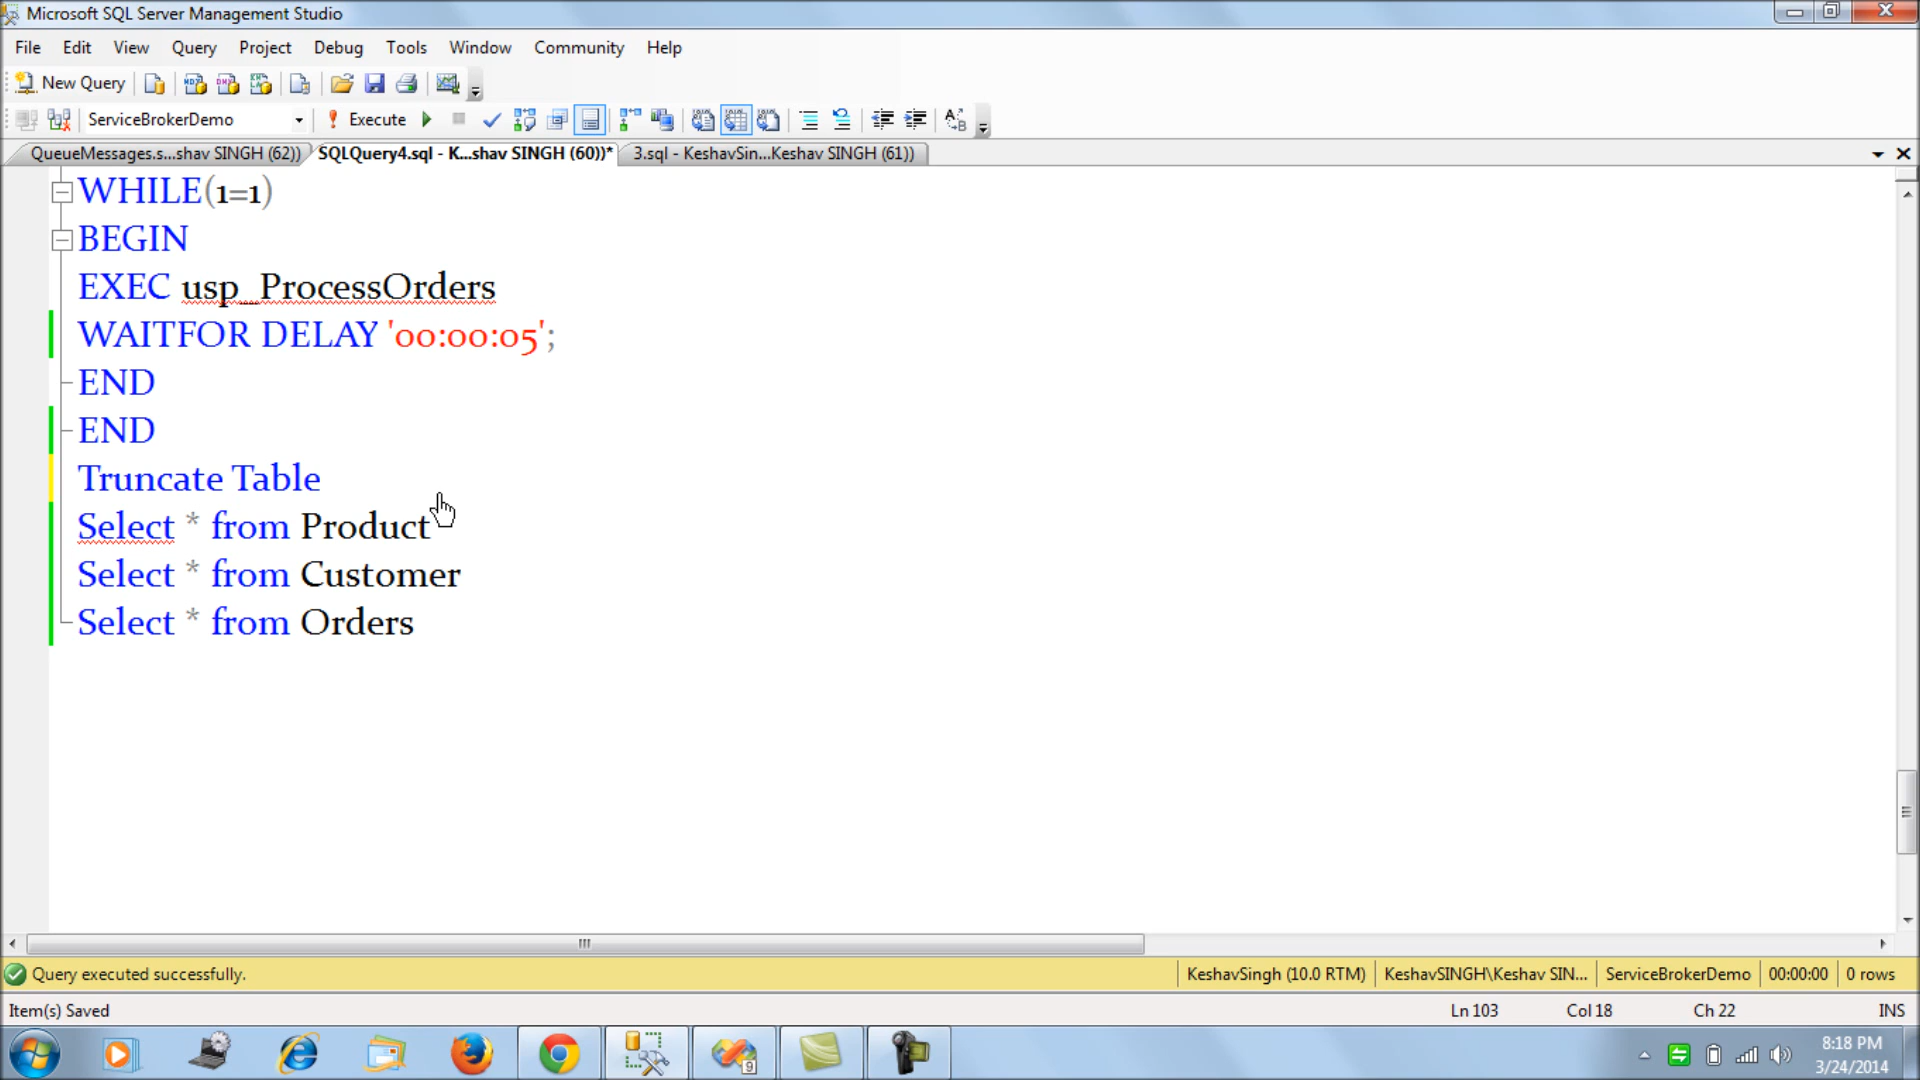 Microsoft SQL Server Management Studio
File Edit View Query Project Debug Tools Window Community Help
New Query
ServiceBrokerDemo Execute
QueueMessages.s...shav SINGH (62)) SQLQuery4.sql - K...shav SINGH (60))* 3.sql - KeshavSin...Keshav SINGH (61))
WHILE(1=1)
BEGIN
EXEC usp_ProcessOrders
WAITFOR DELAY '00:00:05';
END
END
Truncate Table
Select * from Product
Select * from Customer
Select * from Orders
Query executed successfully. KeshavSingh (10.0 RTM) KeshavSINGH\Keshav SIN... ServiceBrokerDemo 00:00:00 0 rows
Item(s) Saved Ln 103 Col 18 Ch 22 INS
9
8:18 PM
3/24/2014